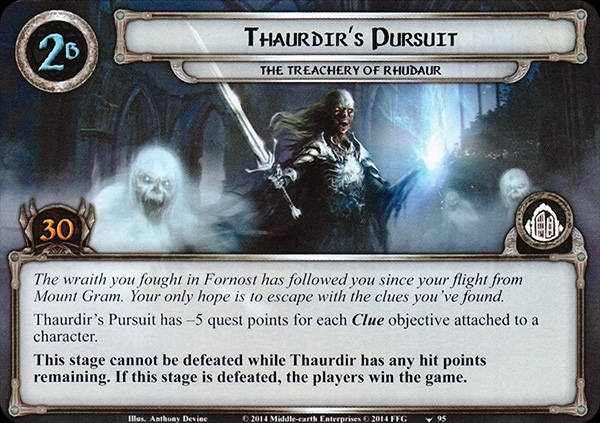 2B
THAURDIR'S PURSUIT
THE TREACHERY OF RHUDAUR
30
The wraith you fought in Fornost has followed you since your flight from
Mount Gram. Your only hope is to escape with the clues you've found.
Thaurdir's Pursuit has –5 quest points for each Clue objective attached to a
character.
This stage cannot be defeated while Thaurdir has any hit points
remaining. If this stage is defeated, the players win the game.
Illus. Anthony Devine © 2014 Middle-earth Enterprises © 2014 FFG 95